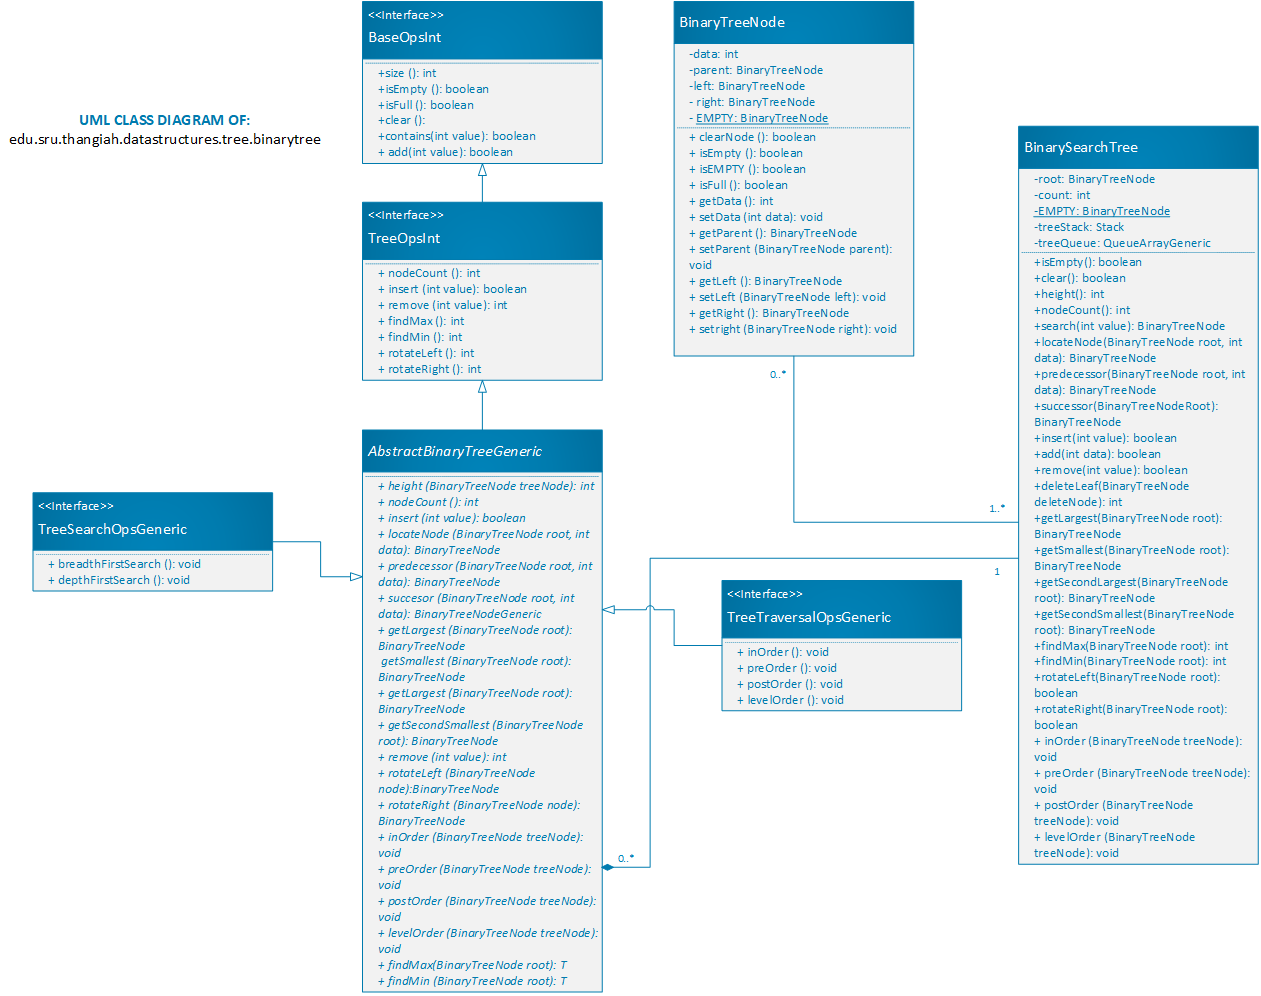 UML CLASS DIAGRAM OF:
edu.sru.thangiah.datastructures.tree.binarytree
<<Interface>>
BaseOpsInt
+size (): int
+isEmpty (): boolean
+isFull (): boolean
+clear ():
+contains(int value): boolean
+ add(int value): boolean
<<Interface>>
TreeOpsInt
+ nodeCount (): int
+ insert (int value): boolean
+ remove (int value): int
+ findMax (): int
+ findMin (): int
+ rotateLeft (): int
+ rotateRight (): int
AbstractBinaryTreeGeneric
+ height (BinaryTreeNode treeNode): int
+ nodeCount (): int
+ insert (int value): boolean
+ locateNode (BinaryTreeNode root, int
data): BinaryTreeNode
+ predecessor (BinaryTreeNode root, int
data): BinaryTreeNode
+ succesor (BinaryTreeNode root, int
data): BinaryTreeNodeGeneric
+ getLargest (BinaryTreeNode root):
BinaryTreeNode
getSmallest (BinaryTreeNode root):
BinaryTreeNode
+ getLargest (BinaryTreeNode root):
BinaryTreeNode
+ getSecondSmallest (BinaryTreeNode
root): BinaryTreeNode
+ remove (int value): int
+ rotateLeft (BinaryTreeNode
node):BinaryTreeNode
+ rotateRight (BinaryTreeNode node):
BinaryTreeNode
+ inOrder (BinaryTreeNode treeNode):
void
+ preOrder (BinaryTreeNode treeNode):
void
+ postOrder (BinaryTreeNode treeNode):
void
+ levelOrder (BinaryTreeNode treeNode):
void
+ findMax(BinaryTreeNode root): T
+ findMin (BinaryTreeNode root): T
<<Interface>>
TreeSearchOpsGeneric
+ breadthFirstSearch (): void
+ depthFirstSearch (): void
BinaryTreeNode
-data: int
-parent: BinaryTreeNode
-left: BinaryTreeNode
- right: BinaryTreeNode
- EMPTY: BinaryTreeNode
+ clearNode (): boolean
+ isEmpty (): boolean
+ isEMPTY (): boolean
+ isFull (): boolean
+ getData (): int
+ setData (int data): void
+ getParent (): BinaryTreeNode
+ setParent (BinaryTreeNode parent):
void
+ getLeft (): BinaryTreeNode
+ setLeft (BinaryTreeNode left): void
+ getRight (): BinaryTreeNode
+ setright (BinaryTreeNode right): void
0..*
1..*
1
0..*
<<Interface>>
TreeTraversalOpsGeneric
+ inOrder (): void
+ preOrder (): void
+ postOrder (): void
+ levelOrder (): void
BinarySearchTree
-root: BinaryTreeNode
-count: int
-EMPTY: BinaryTreeNode
-treeStack: Stack
-treeQueue: QueueArrayGeneric
+isEmpty(): boolean
+clear(): boolean
+height(): int
+nodeCount(): int
+search(int value): BinaryTreeNode
+locateNode(BinaryTreeNode root, int
data): BinaryTreeNode
+predecessor(BinaryTreeNode root, int
data): BinaryTreeNode
+successor(BinaryTreeNodeRoot):
BinaryTreeNode
+insert(int value): boolean
+add(int data): boolean
+remove(int value): boolean
+deleteLeaf(BinaryTreeNode
deleteNode): int
+getLargest(BinaryTreeNode root):
BinaryTreeNode
+getSmallest(BinaryTreeNode root):
BinaryTreeNode
+getSecondLargest(BinaryTreeNode
root): BinaryTreeNode
+getSecondSmallest(BinaryTreeNode
root): BinaryTreeNode
+findMax(BinaryTreeNode root): int
+findMin(BinaryTreeNode root): int
+rotateLeft(BinaryTreeNode root):
boolean
+rotateRight(BinaryTreeNode root):
boolean
+ inOrder (BinaryTreeNode treeNode):
void
+ preOrder (BinaryTreeNode treeNode):
void
+ postOrder (BinaryTreeNode
treeNode): void
+ levelOrder (BinaryTreeNode
treeNode): void